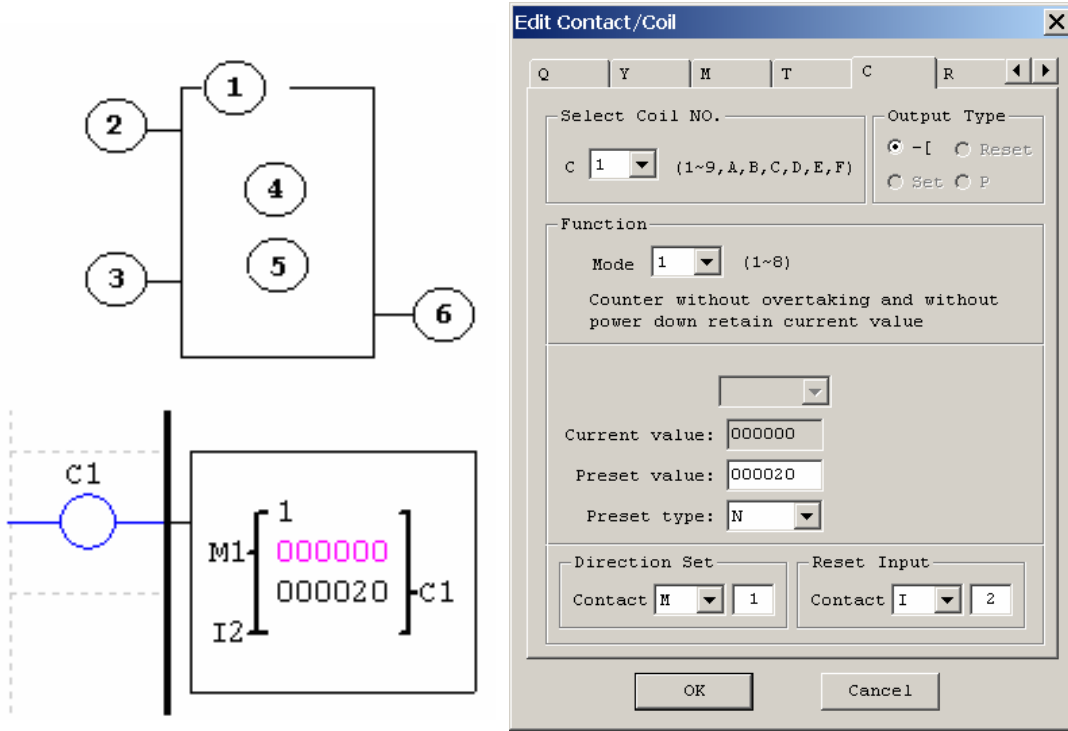 1
2
4
3
5
6
C1
1
M1
000000
000020
C1
I2
Edit Contact/Coil
Q Y M T C R
Select Coil NO.
C 1 (1~9,A,B,C,D,E,F)
Output Type
-[ Reset
Set P
Function
Mode 1 (1~8)
Counter without overtaking and without
power down retain current value
Current value: 000000
Preset value: 000020
Preset type: N
Direction Set
Contact M 1
Reset Input
Contact I 2
OK Cancel